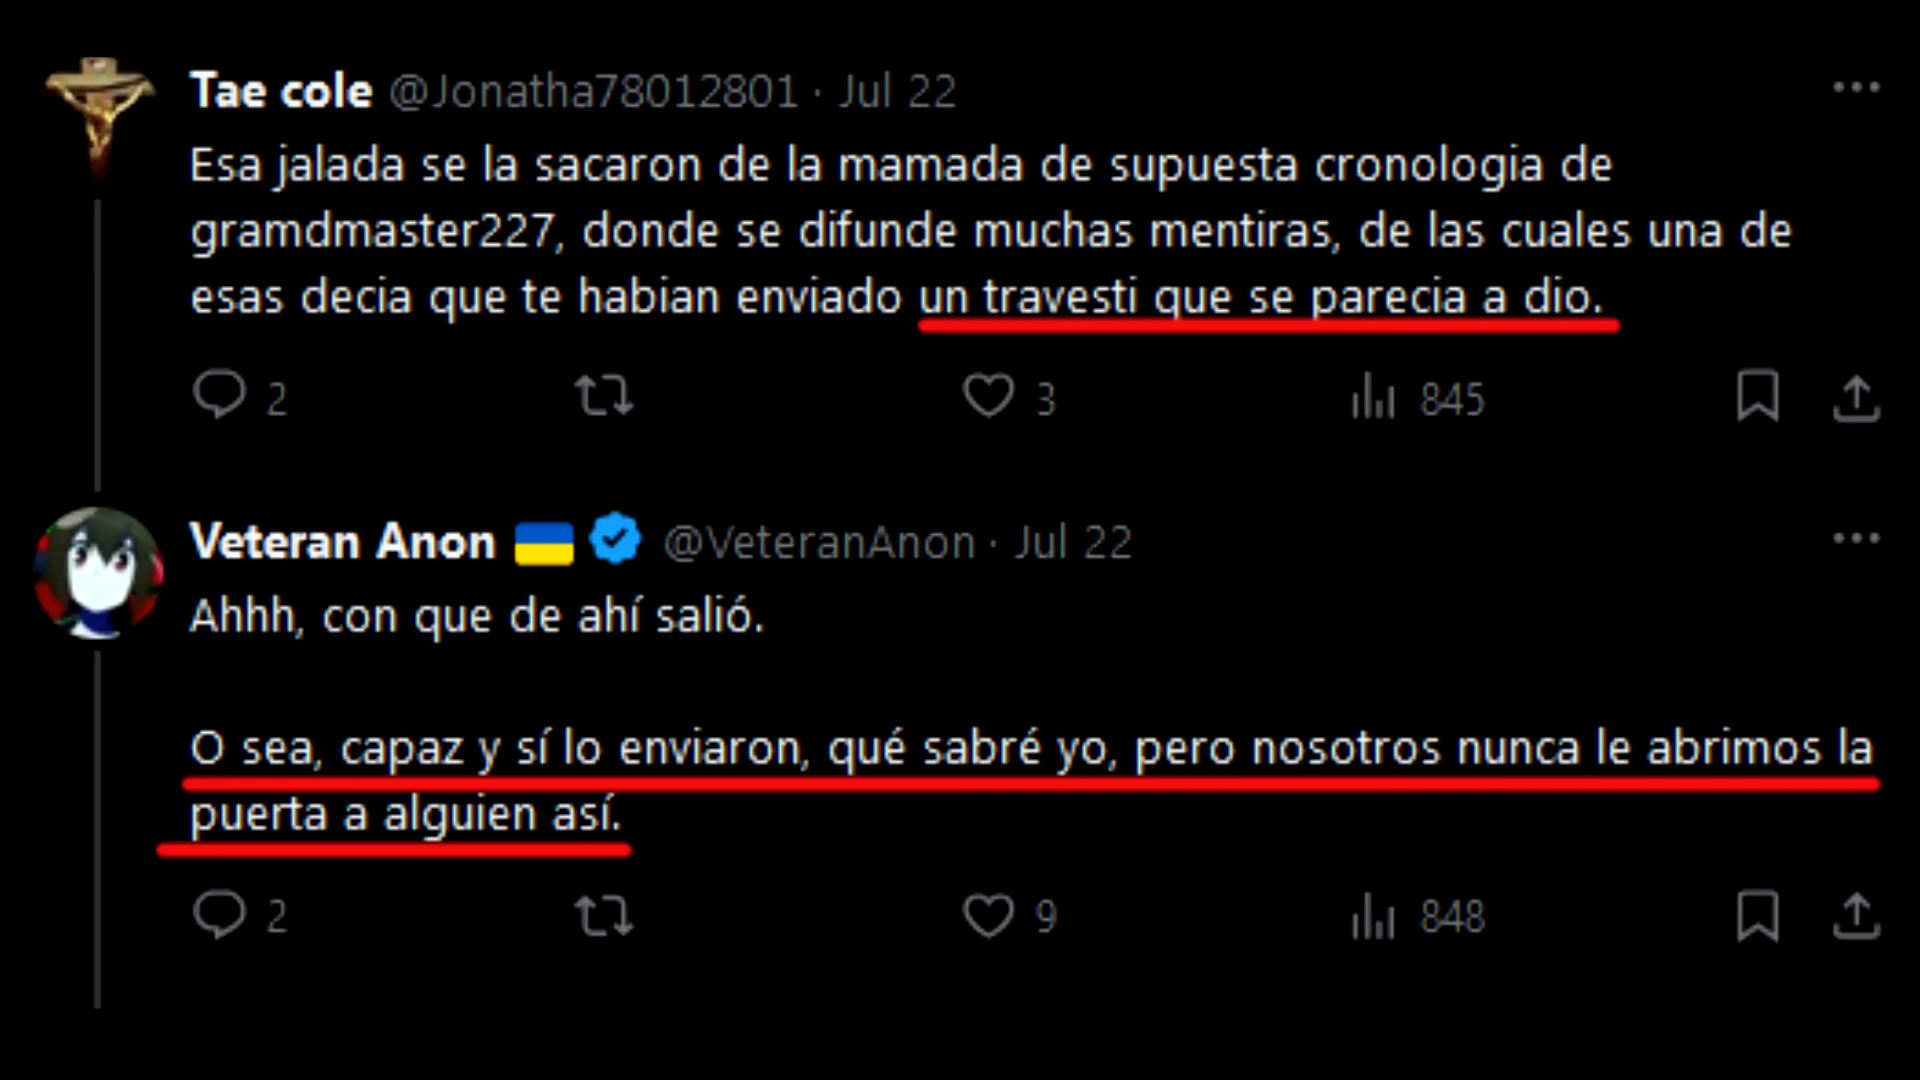 Tae cole @Jonatha78012801 · Jul 22
Esa jalada se la sacaron de la mamada de supuesta cronologia de
gramdmaster227, donde se difunde muchas mentiras, de las cuales una de
esas decia que te habian enviado un travesti que se parecia a dio.
2 3 845
Veteran Anon @VeteranAnon · Jul 22
Ahhh, con que de ahí salió.
O sea, capaz y sí lo enviaron, qué sabré yo, pero nosotros nunca le abrimos la
puerta a alguien así.
2 9 848